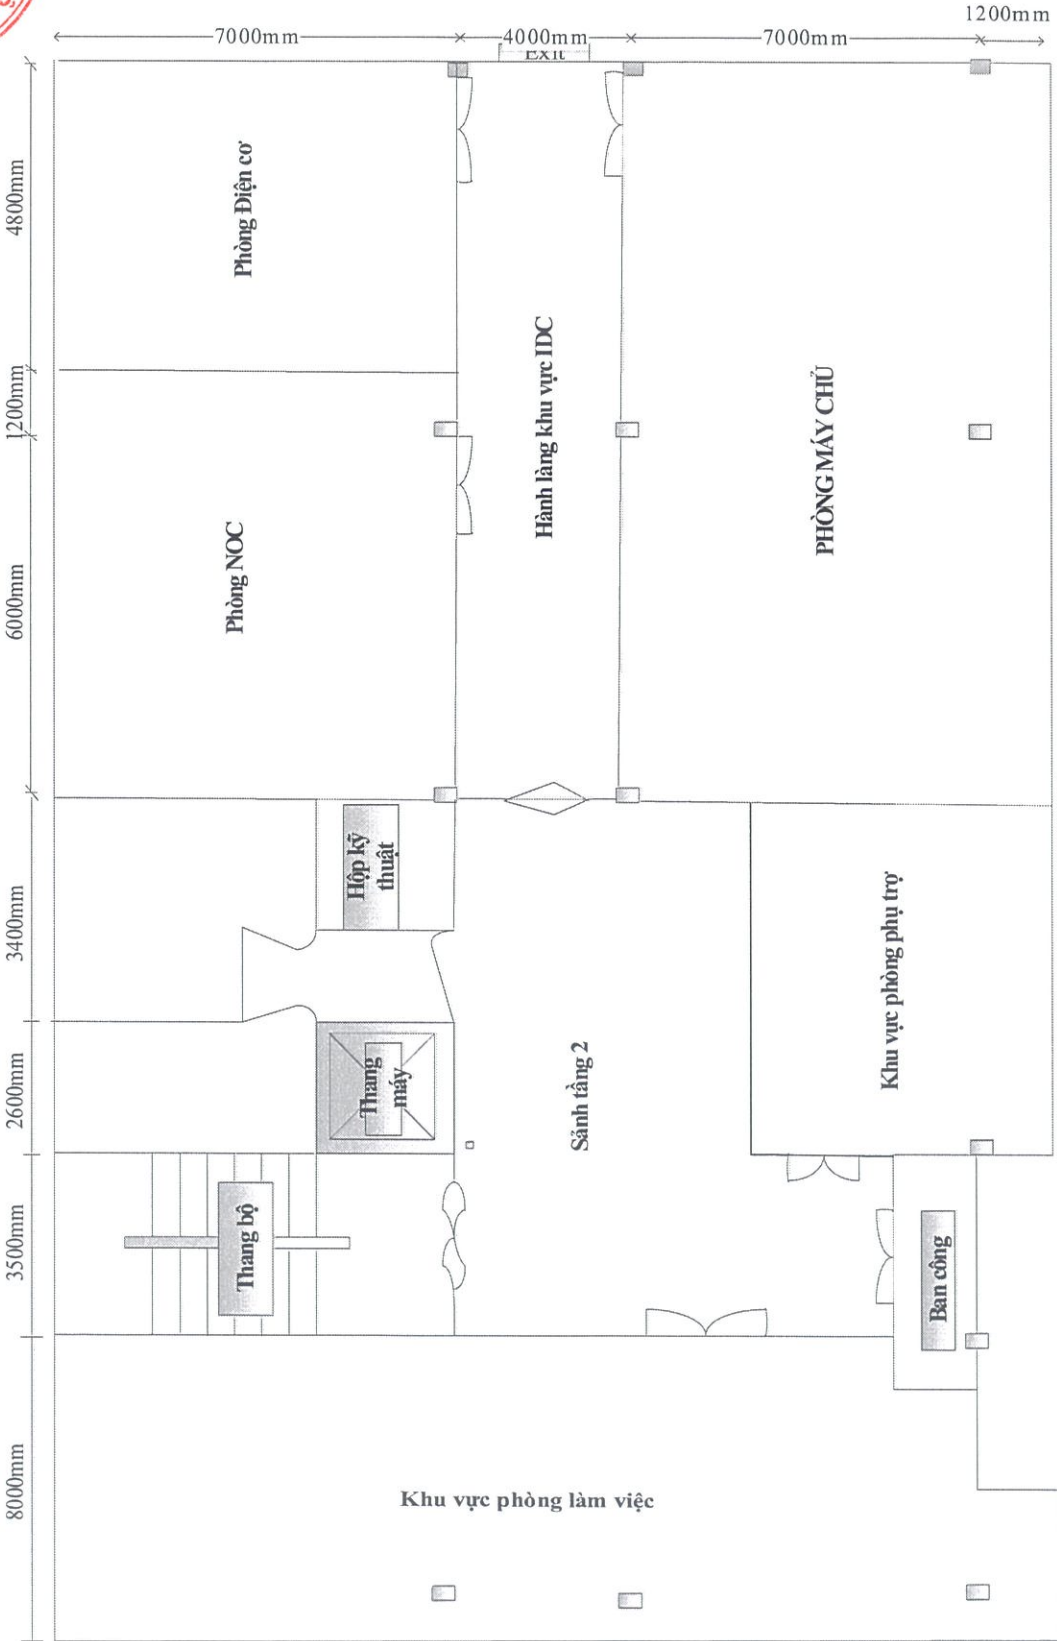 1200mm
7000mm
4000mm
7000mm
Exit
4800mm
1200mm
6000mm
3400mm
2600mm
3500mm
8000mm
Phòng Điện cơ
Phòng NOC
Hành làng khu vực IDC
PHÒNG MÁY CHỦ
Hộp kỹ
thuật
Thang
máy
Thang bộ
Sảnh tầng 2
Khu vực phòng phụ trợ
Ban công
Khu vực phòng làm việc